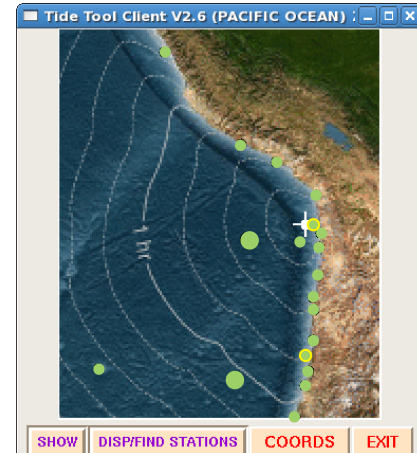 Tide Tool Client V2.6 (PACIFIC OCEAN)
1 hr
SHOW DISP/FIND STATIONS COORDS EXIT